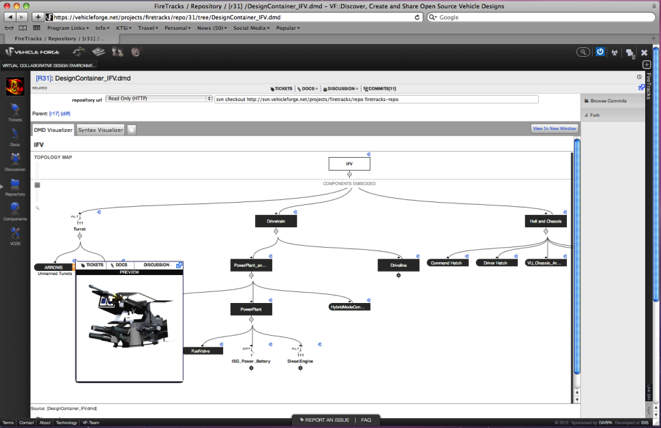 FireTracks / Repository / [r31] /DesignContainer_IFV.dmd – VF::Discover, Create and Share Open Source Vehicle Designs
https://vehicleforge.net/projects/firetracks/repo/31/tree/DesignContainer_IFV.dmd
Google
Program Links Info KTSi Travel Personal News (50) Social Media Popular
FireTracks / Repository / [r31] /D...
VEHICLE FORGE
VIRTUAL COLLABORATIVE DESIGN ENVIRONME...
FireTracks
[R31]: DesignContainer_IFV.dmd
RELATED
TICKETS DOCS DISCUSSION COMMITS[11]
repository url Read Only (HTTP) svn checkout http://svn.vehicleforge.net/projects/firetracks/repo firetracks-repo
Browse Commits
Fork
Parent: [r17] (diff)
DMD Visualizer Syntax Visualizer
View In New Window
IFV
TOPOLOGY MAP
IFV
COMPONENTS EMBEDDED
Tickets
Docs
Discussion
Repository
Components
VCDE
Turret
Drivetrain
Hull and Chassis
ARROWS
Unmanned Turrets
TICKETS DOCS DISCUSSION
PREVIEW
PowerPlant_an...
Driveline
Command Hatch
Driver Hatch
VU_Chassis_Ar...
PowerPlant
HybridModeCon...
FuelValve
ISG_Power_Battery
DieselEngine
Source: [DesignContainer_IFV.dmd]
REPORT AN ISSUE | FAQ
Terms Contact About Technology VF-Team